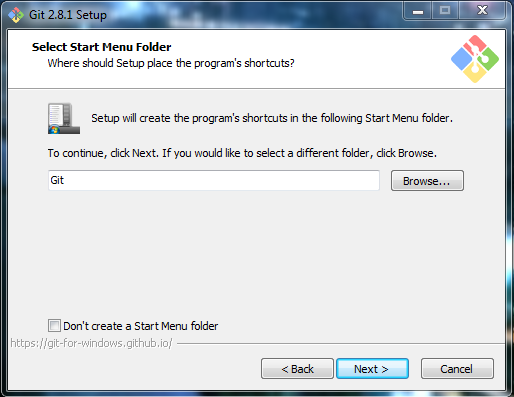 Git 2.8.1 Setup
Select Start Menu Folder
Where should Setup place the program's shortcuts?
Setup will create the program's shortcuts in the following Start Menu folder.
To continue, click Next. If you would like to select a different folder, click Browse.
Git
Browse...
Don't create a Start Menu folder
https://git-for-windows.github.io/
< Back
Next >
Cancel